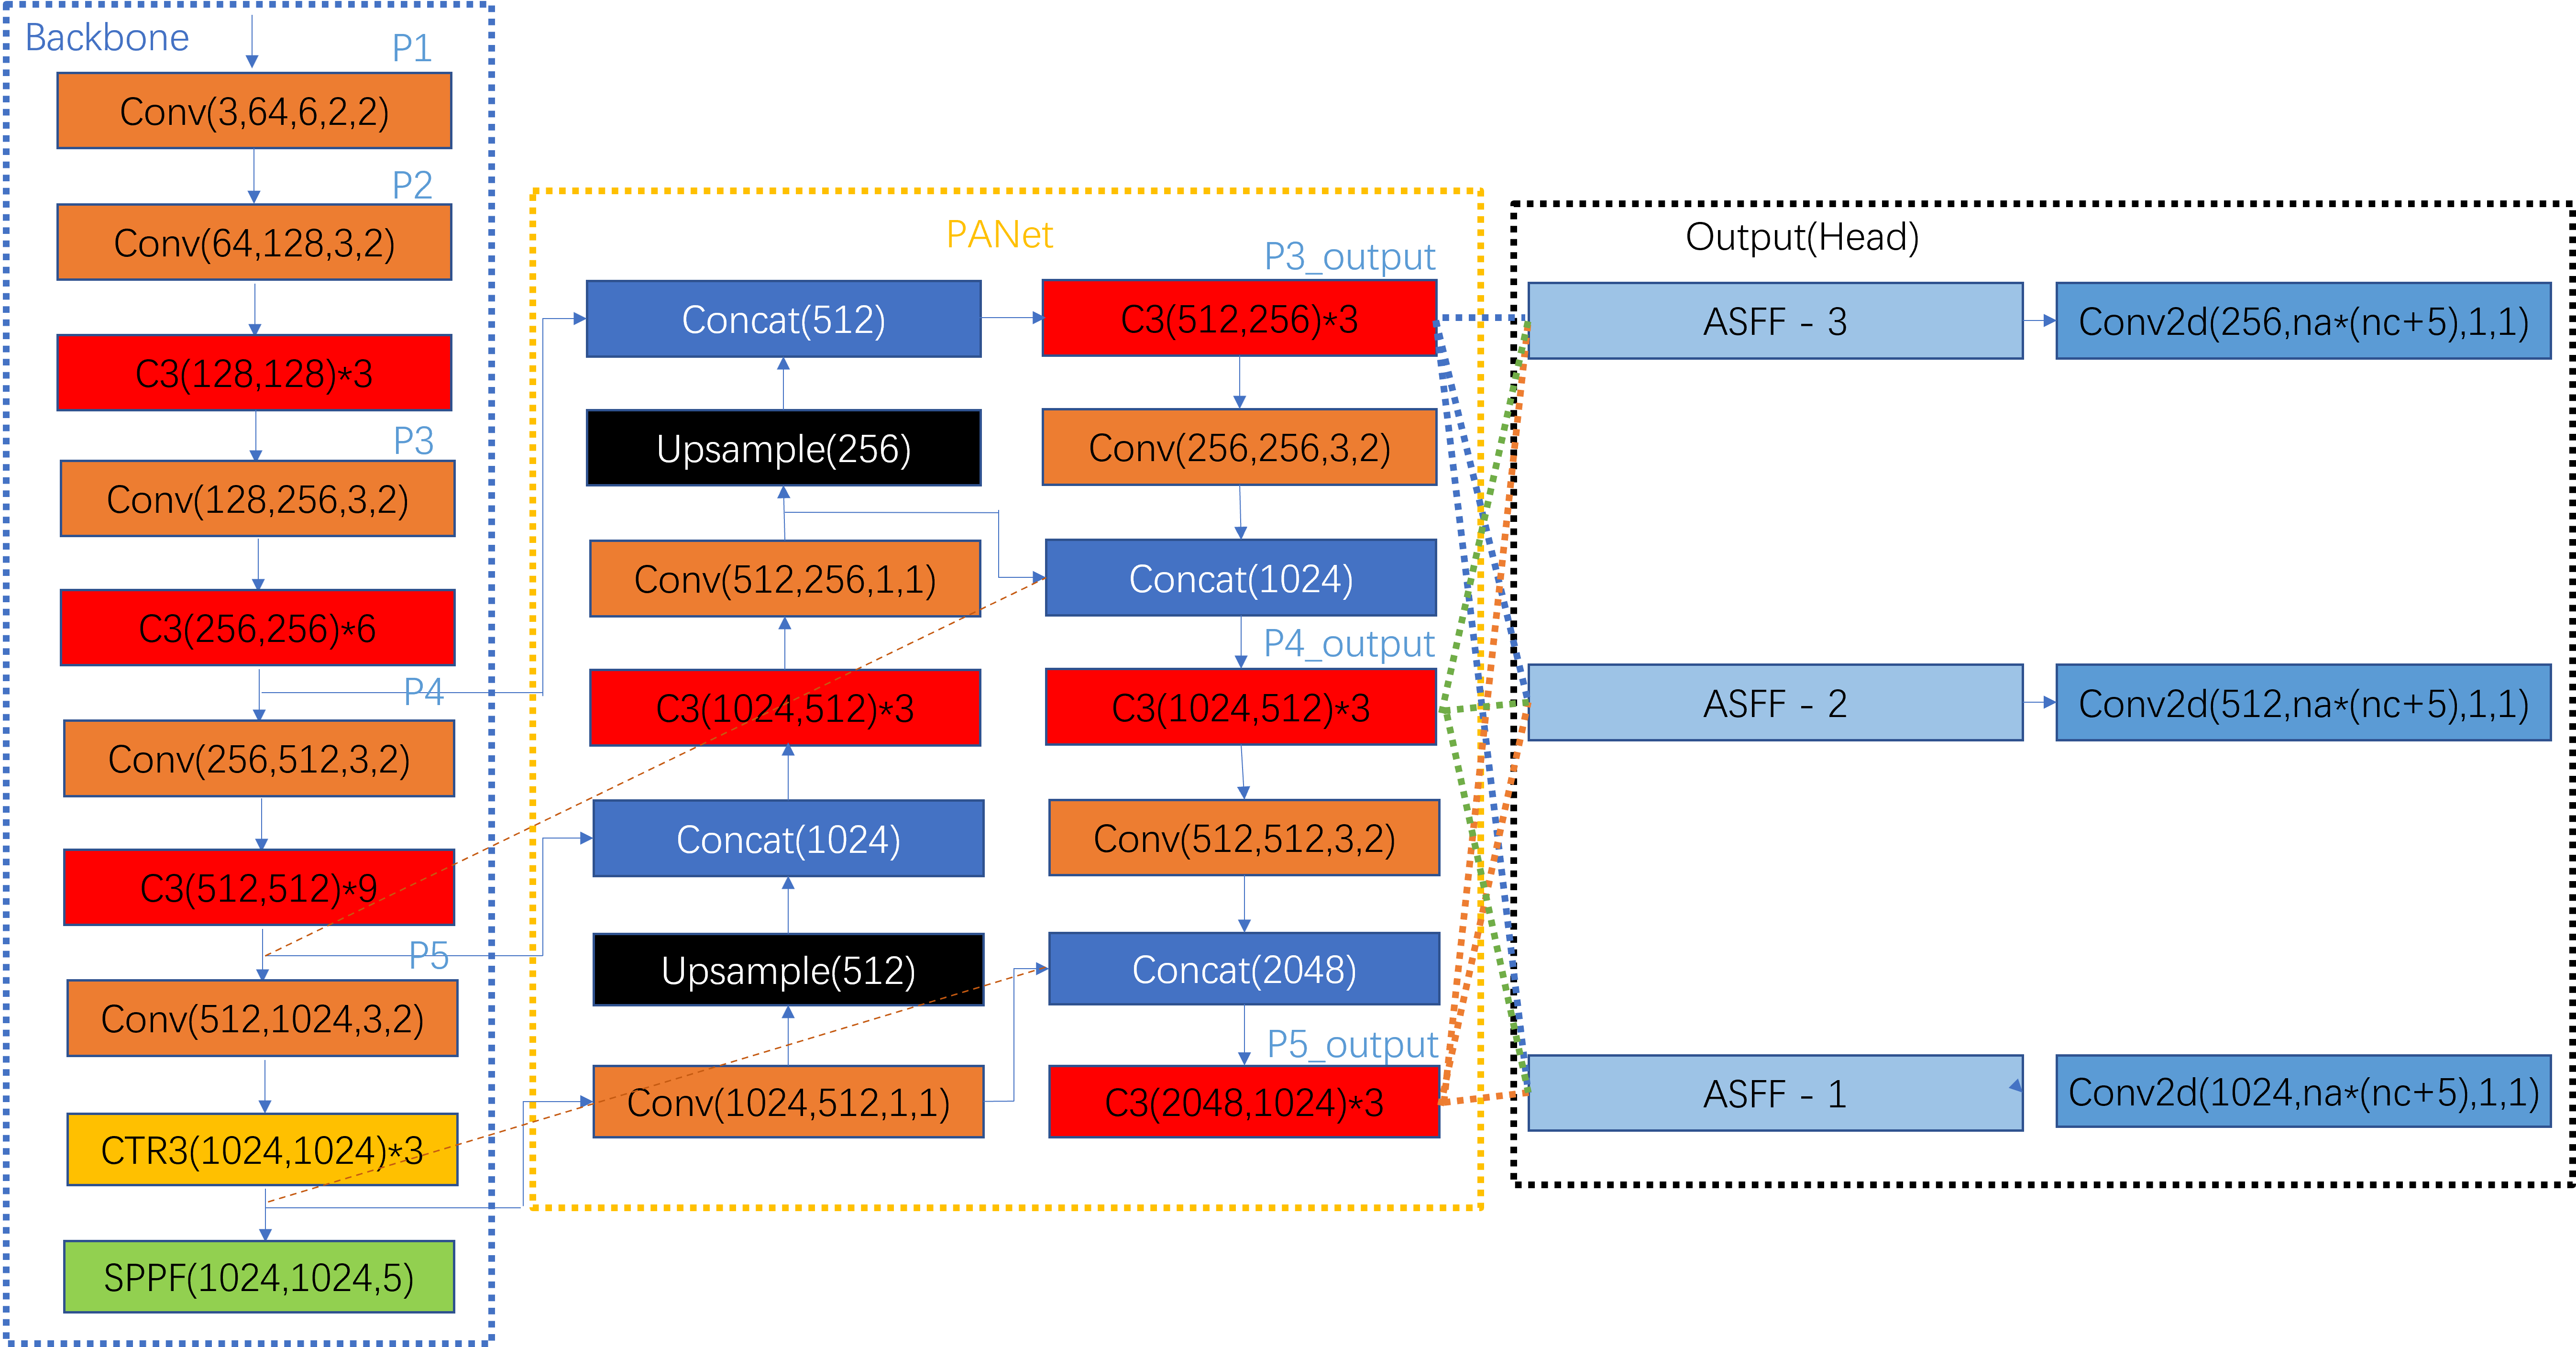 Backbone
P1
Conv(3,64,6,2,2)
P2
Conv(64,128,3,2)
C3(128,128)*3
P3
Conv(128,256,3,2)
C3(256,256)*6
P4
Conv(256,512,3,2)
C3(512,512)*9
P5
Conv(512,1024,3,2)
CTR3(1024,1024)*3
SPPF(1024,1024,5)
PANet
Concat(512)
Upsample(256)
Conv(512,256,1,1)
C3(1024,512)*3
Concat(1024)
Upsample(512)
Conv(1024,512,1,1)
P3_output
C3(512,256)*3
Conv(256,256,3,2)
Concat(1024)
P4_output
C3(1024,512)*3
Conv(512,512,3,2)
Concat(2048)
P5_output
C3(2048,1024)*3
Output(Head)
ASFF - 3
Conv2d(256,na*(nc+5),1,1)
ASFF - 2
Conv2d(512,na*(nc+5),1,1)
ASFF - 1
Conv2d(1024,na*(nc+5),1,1)